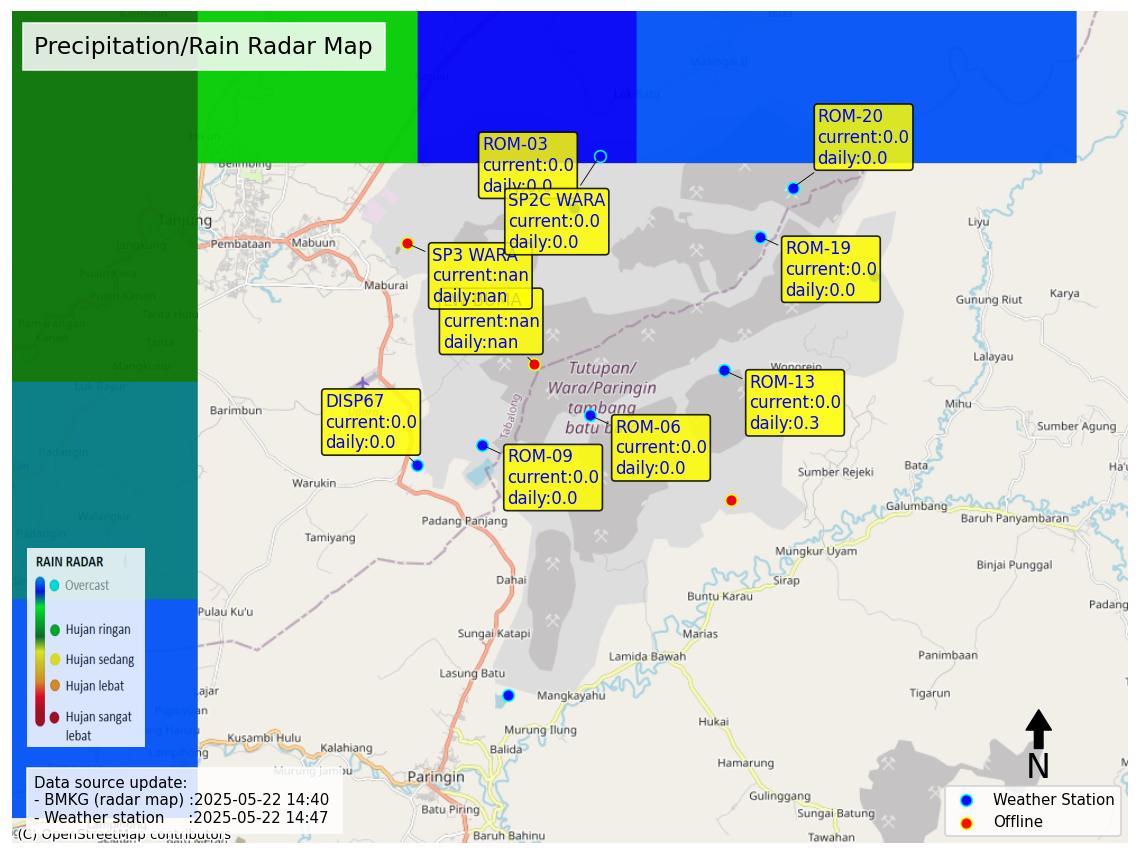 Precipitation/Rain Radar Map
Lok Batu
ROM-20
current:0.0
daily:0.0
ROM-03
current:0.0
daily:0.0
SP2C WARA
current:0.0
daily:0.0
Belimbing
Tanjung
Jangkung
Pembataan
Mabuun
Maburai
Liyu
ROM-19
current:0.0
daily:0.0
SP3 WARA
current:nan
daily:nan
current:nan
daily:nan
Gunung Riut
Karya
Kanan
Lalayau
Tutupan/
Wara/Paringin
tambang
batu b
Wonorejo
ROM-13
current:0.0
daily:0.3
Tabalong
DISP67
current:0.0
daily:0.0
Barimbun
Mihu
ROM-06
current:0.0
daily:0.0
Sumber Agung
ROM-09
current:0.0
daily:0.0
Padangin
Warukin
Sumber Rejeki
Bata
Galumbang
Baruh Panyambaran
Padang Panjang
Tamiyang
Mungkur Uyam
Binjai Punggal
Dahai
Sirap
Buntu Karau
Padang
Pulau Ku'u
Sungai Katapi
Marias
Lamida Bawah
Panimbaan
Lasung Batu
Mangkayahu
Tigarun
Hukai
Murung Ilung
Kusambi Hulu
Kalahiang
Balida
Hamarung
Murung Jambu
Paringin
Gulinggang
Batu Piring
Sungai Batung
Baruh Bahinu
Tawahan
RAIN RADAR
Overcast
Hujan ringan
Hujan sedang
Hujan lebat
Hujan sangat
lebat
Data source update:
- BMKG (radar map) :2025-05-22 14:40
- Weather station :2025-05-22 14:47
(C) OpenStreetMap contributors
N
Weather Station
Offline